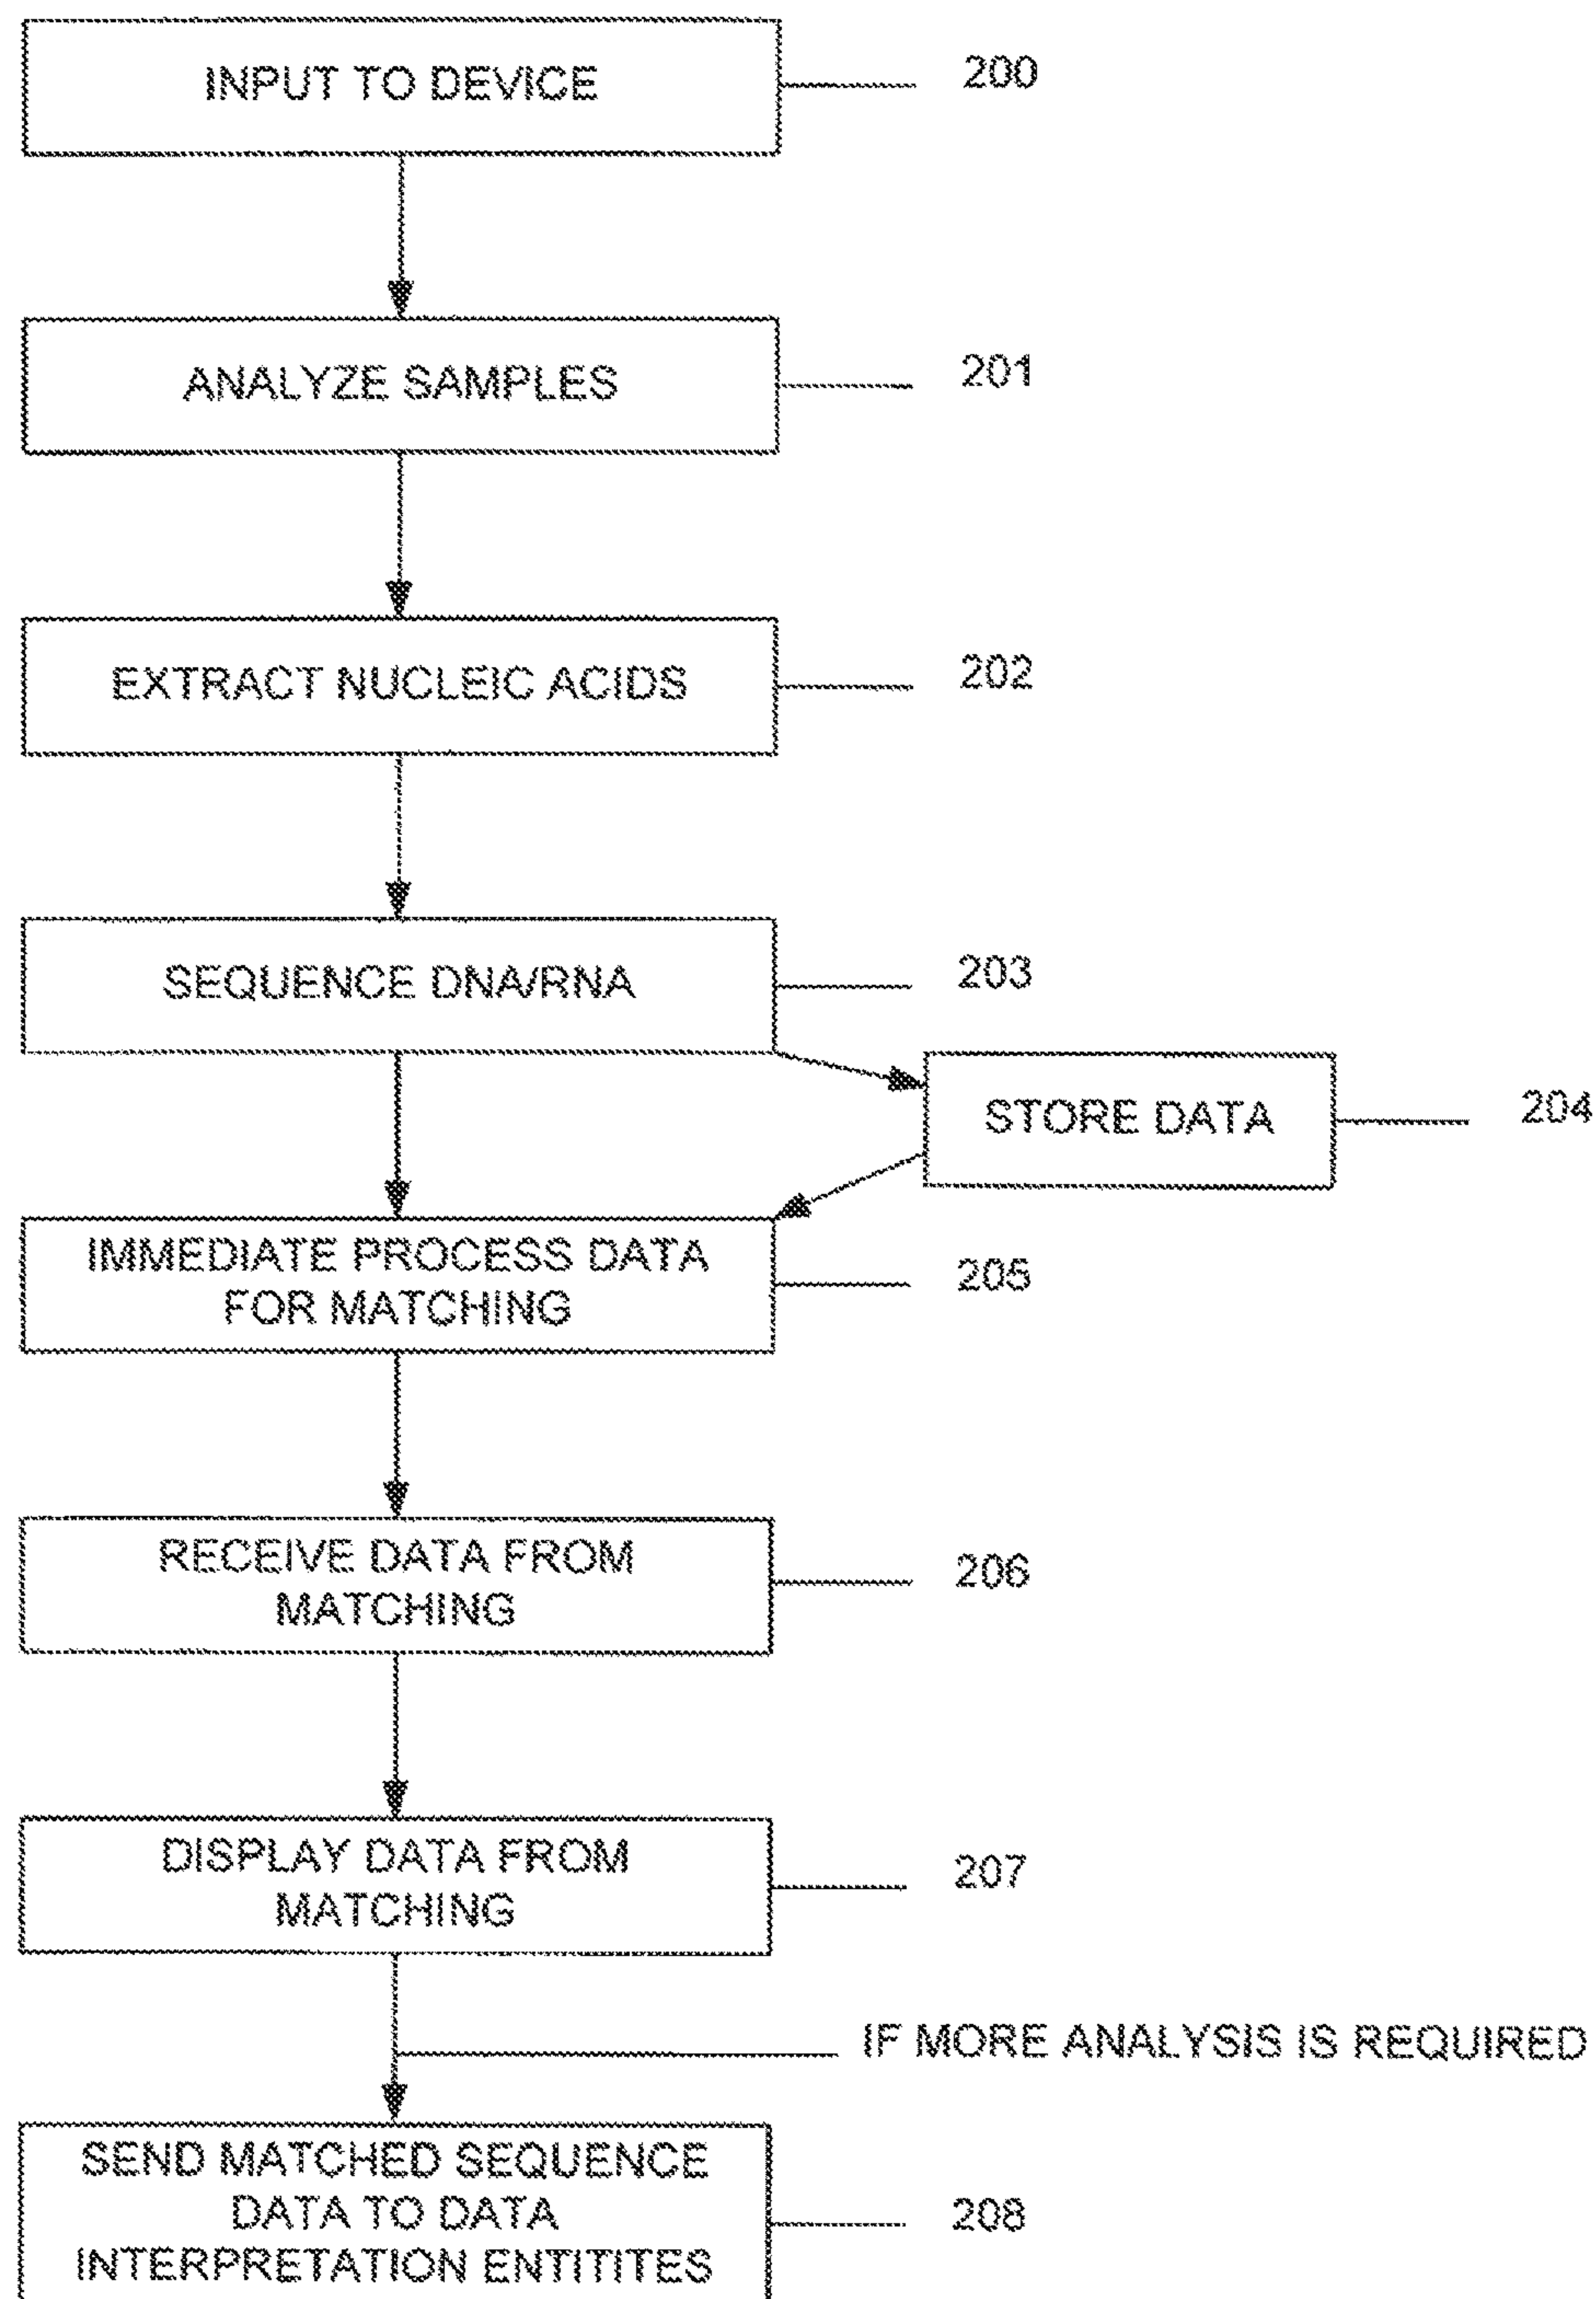 INPUT TO DEVICE
200
ANALYZE SAMPLES
201
EXTRACT NUCLEIC ACIDS
202
SEQUENCE DNA/RNA
203
STORE DATA
204
IMMEDIATE PROCESS DATA
FOR MATCHING
205
RECEIVE DATA FROM
MATCHING
206
DISPLAY DATA FROM
MATCHING
207
IF MORE ANALYSIS IS REQUIRED
SEND MATCHED SEQUENCE
DATA TO DATA
INTERPRETATION ENTITITES
208